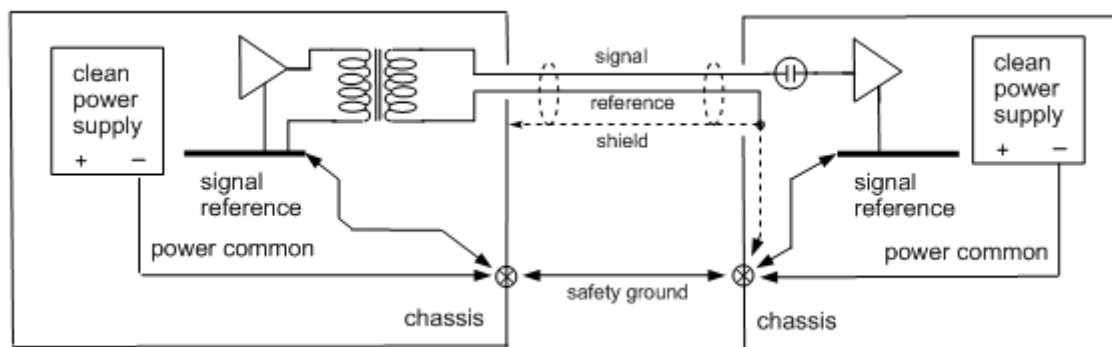 clean
power
supply
+ −
signal
reference
power common
chassis
signal
reference
shield
safety ground
clean
power
supply
+ −
signal
reference
power common
chassis